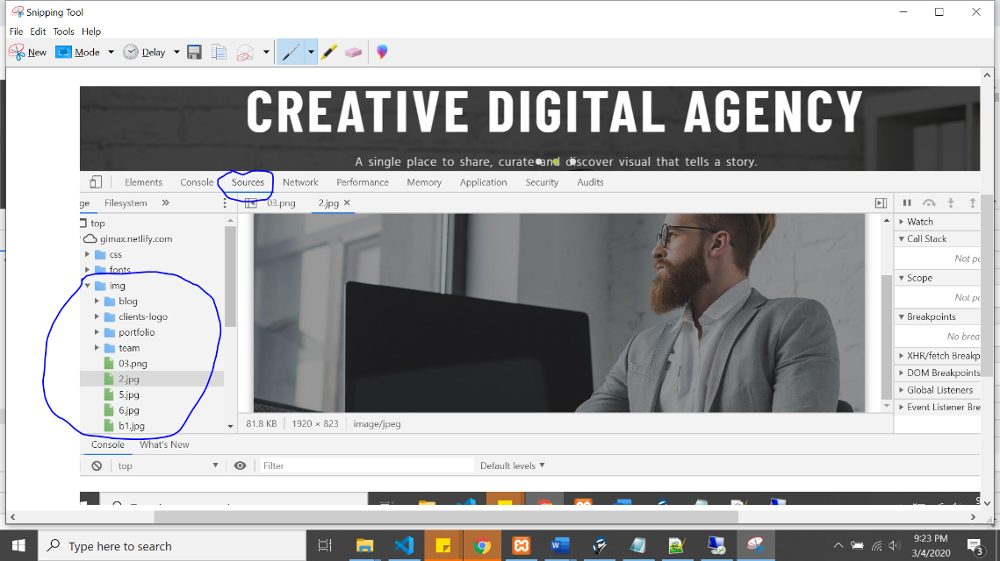 Snipping Tool
File Edit Tools Help
New Mode Delay
CREATIVE DIGITAL AGENCY
A single place to share, curate and discover visual that tells a story.
Elements Console Sources Network Performance Memory Application Security Audits
ge Filesystem » 03.png 2.jpg ×
top
gimax.netlify.com
css
fonts
img
blog
clients-logo
portfolio
team
03.png
2.jpg
5.jpg
6.jpg
b1.jpg
Watch
Call Stack
Not pa
Scope
Not pa
Breakpoints
No brea
XHR/fetch Breakp
DOM Breakpoints
Global Listeners
Event Listener Bre
81.8 KB 1920 × 823 image/jpeg
Console What's New
top Filter Default levels
Type here to search
9:23 PM
3/4/2020
3